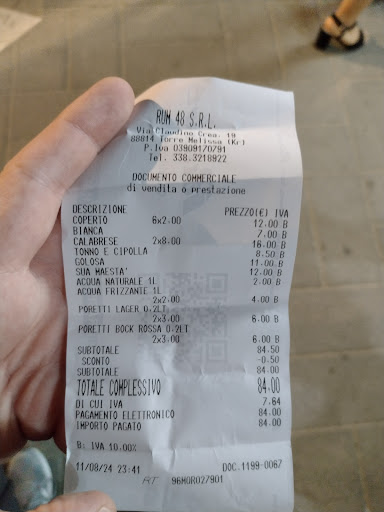 RUM 48 S.R.L.
Via Claudino Crea, 19
88814 Torre Melissa (Kr)
P.Iva 03909170791
Tel. 338.3218922
DOCUMENTO COMMERCIALE
di vendita o prestazione
DESCRIZIONE PREZZO(€) IVA
COPERTO 6x2.00 12.00 B
BIANCA 7.00 B
CALABRESE 2x8.00 16.00 B
TONNO E CIPOLLA 8.50 B
GOLOSA 11.00 B
SUA MAESTA' 12.00 B
ACQUA NATURALE 1L 2.00 B
ACQUA FRIZZANTE 1L
2x2.00 4.00 B
PORETTI LAGER 0.2LT
2x3.00 6.00 B
PORETTI BOCK ROSSA 0.2LT
2x3.00 6.00 B
SUBTOTALE 84.50
SCONTO -0.50
SUBTOTALE 84.00
TOTALE COMPLESSIVO 84.00
DI CUI IVA 7.64
PAGAMENTO ELETTRONICO 84.00
IMPORTO PAGATO 84.00
B: IVA 10.00%
11/08/24 23:41 DOC.1199-0067
RT 96MOR027901